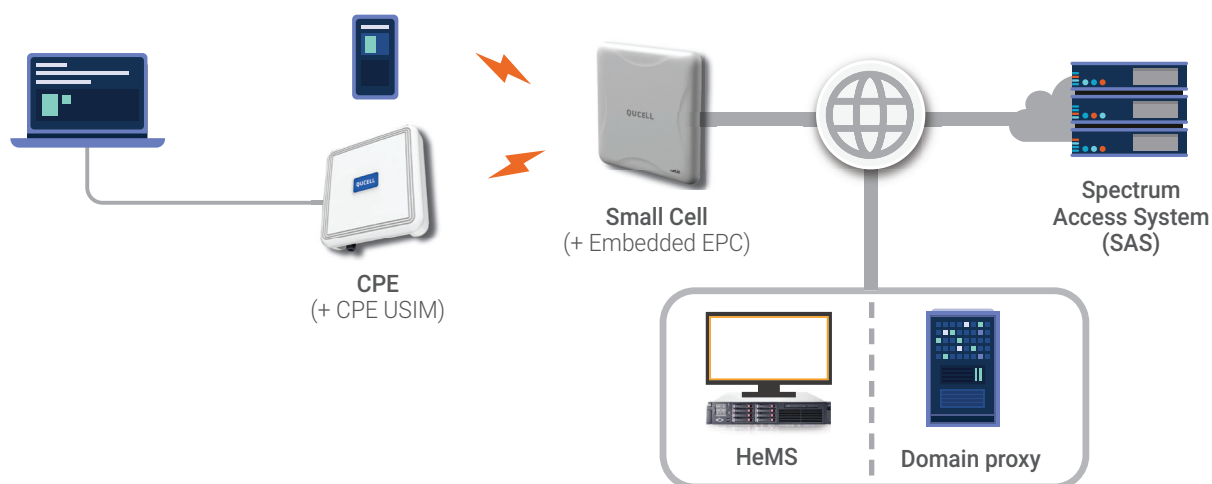 QUCELL
QUCELL
CPE
(+ CPE USIM)
Small Cell
(+ Embedded EPC)
Spectrum
Access System
(SAS)
HeMS
Domain proxy